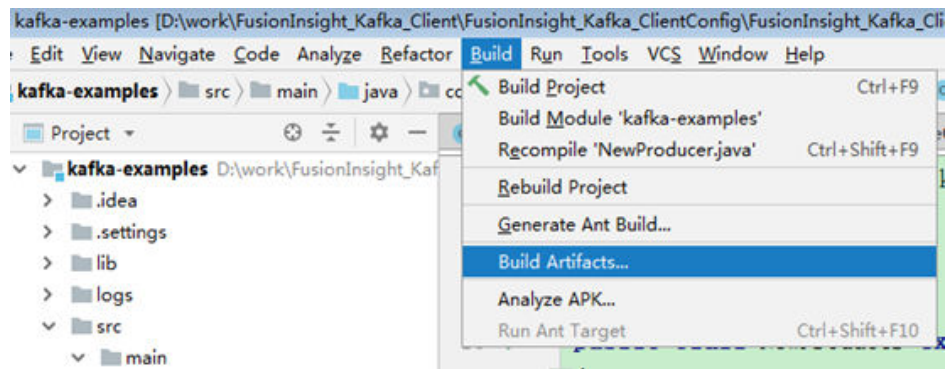 kafka-examples [D:\work\FusionInsight_Kafka_Client\FusionInsight_Kafka_ClientConfig\FusionInsight_Kafka_Cli
Edit View Navigate Code Analyze Refactor Build Run Tools VCS Window Help
kafka-examples src main java
Build Project Ctrl+F9
Build Module 'kafka-examples'
Project
Recompile 'NewProducer.java' Ctrl+Shift+F9
kafka-examples D:\work\FusionInsight_Kaf
Rebuild Project
.idea
Generate Ant Build...
.settings
lib
Build Artifacts...
logs
Analyze APK...
src
Run Ant Target Ctrl+Shift+F10
main